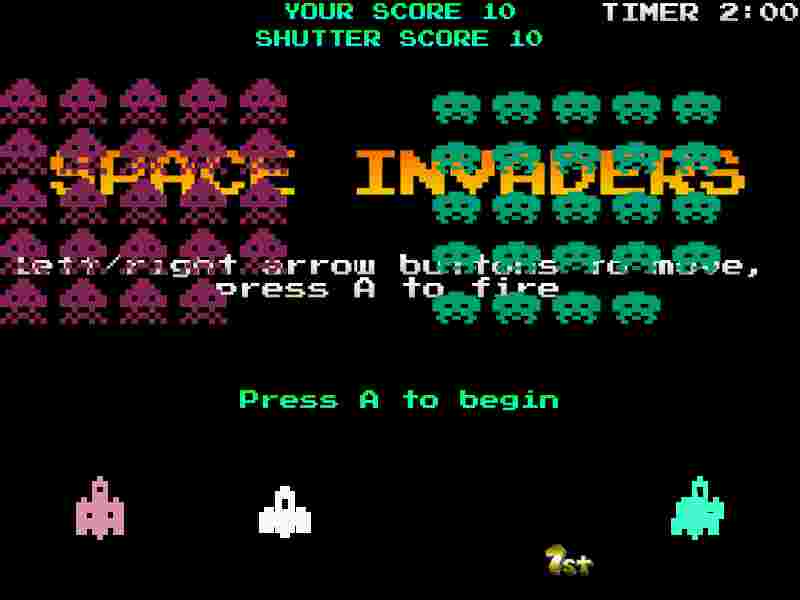 YOUR SCORE 10
TIMER 2:00
SHUTTER SCORE 10
SPACE INVADERS
Left/right arrow buttons to move,
press A to fire
Press A to begin
1st